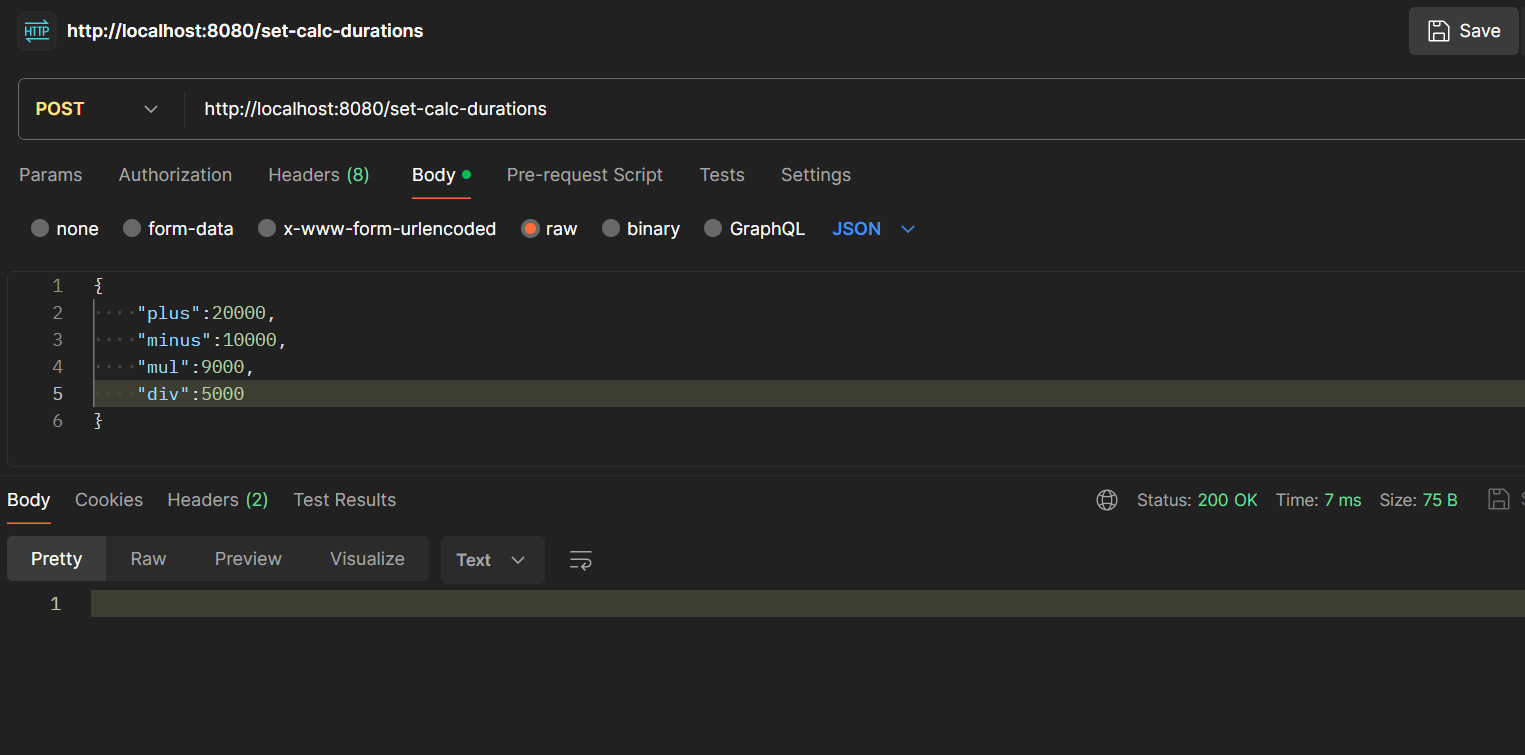 HTTP http://localhost:8080/set-calc-durations Save
POST http://localhost:8080/set-calc-durations
Params Authorization Headers (8) Body Pre-request Script Tests Settings
none form-data x-www-form-urlencoded raw binary GraphQL JSON
1 {
2 ····"plus":20000,
3 ····"minus":10000,
4 ····"mul":9000,
5 ····"div":5000
6 }
Body Cookies Headers (2) Test Results Status: 200 OK Time: 7 ms Size: 75 B
Pretty Raw Preview Visualize Text
1